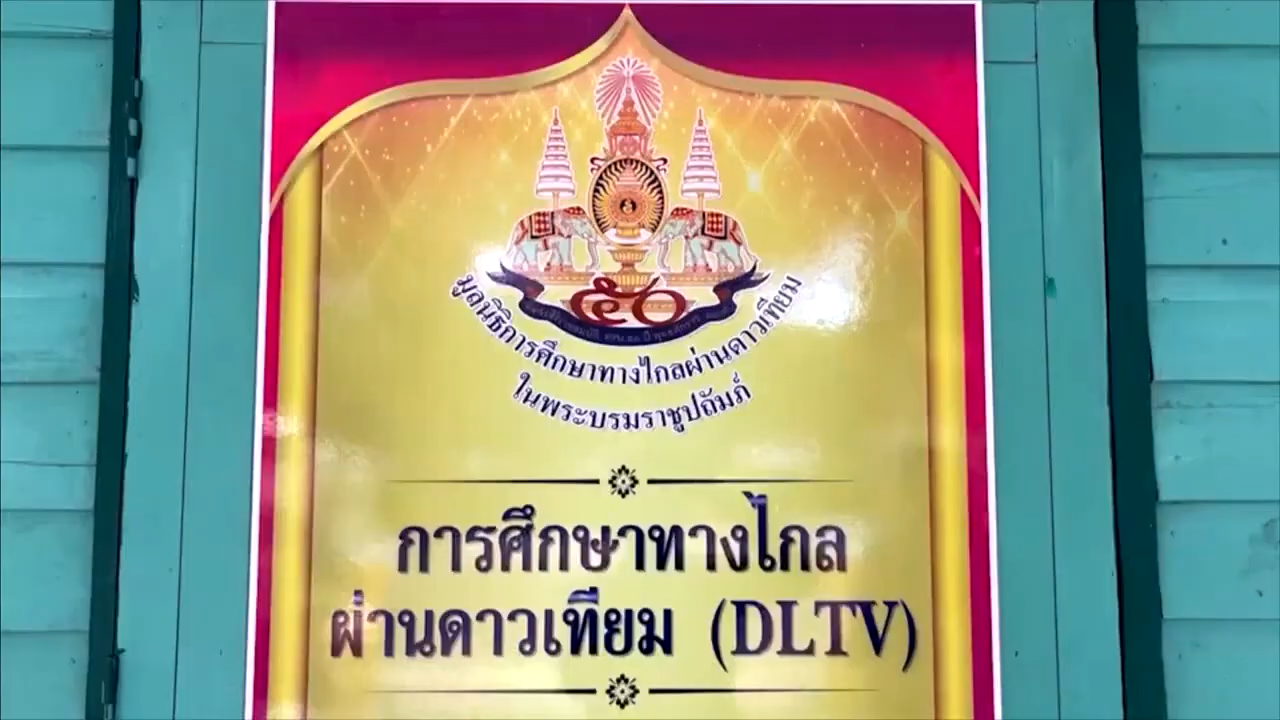 ๕๐
มูลนิธิการศึกษาทางไกลผ่านดาวเทียม
ในพระบรมราชูปถัมภ์
การศึกษาทางไกล
ผ่านดาวเทียม (DLTV)